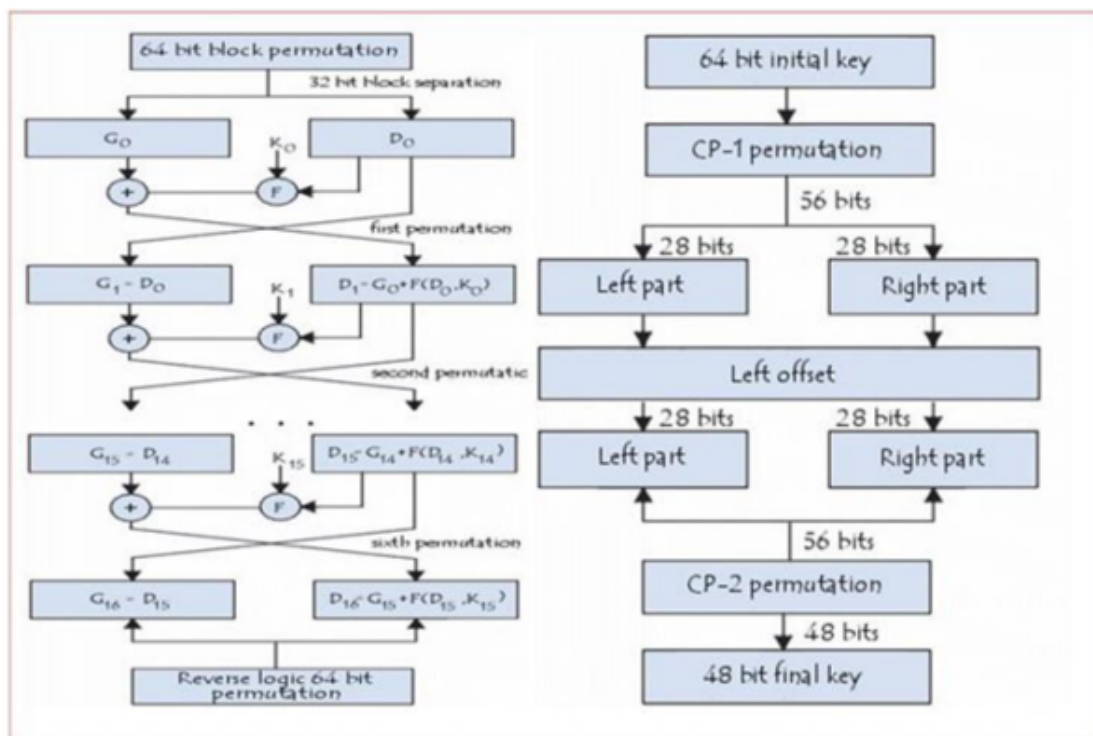 64 bit block permutation
32 bit block separation
G0
K0
D0
+
F
first permutation
G1 - D0
K1
D1-G0+F(D0,K0)
+
F
second permutatic
. . .
G15 - D14
K15
D15-G14+F(D14,K14)
+
F
sixth permutation
G16 - D15
D16-G15+F(D15,K15)
Reverse logic 64 bit
permutation
64 bit initial key
CP-1 permutation
56 bits
28 bits
28 bits
Left part
Right part
Left offset
28 bits
28 bits
Left part
Right part
56 bits
CP-2 permutation
48 bits
48 bit final key